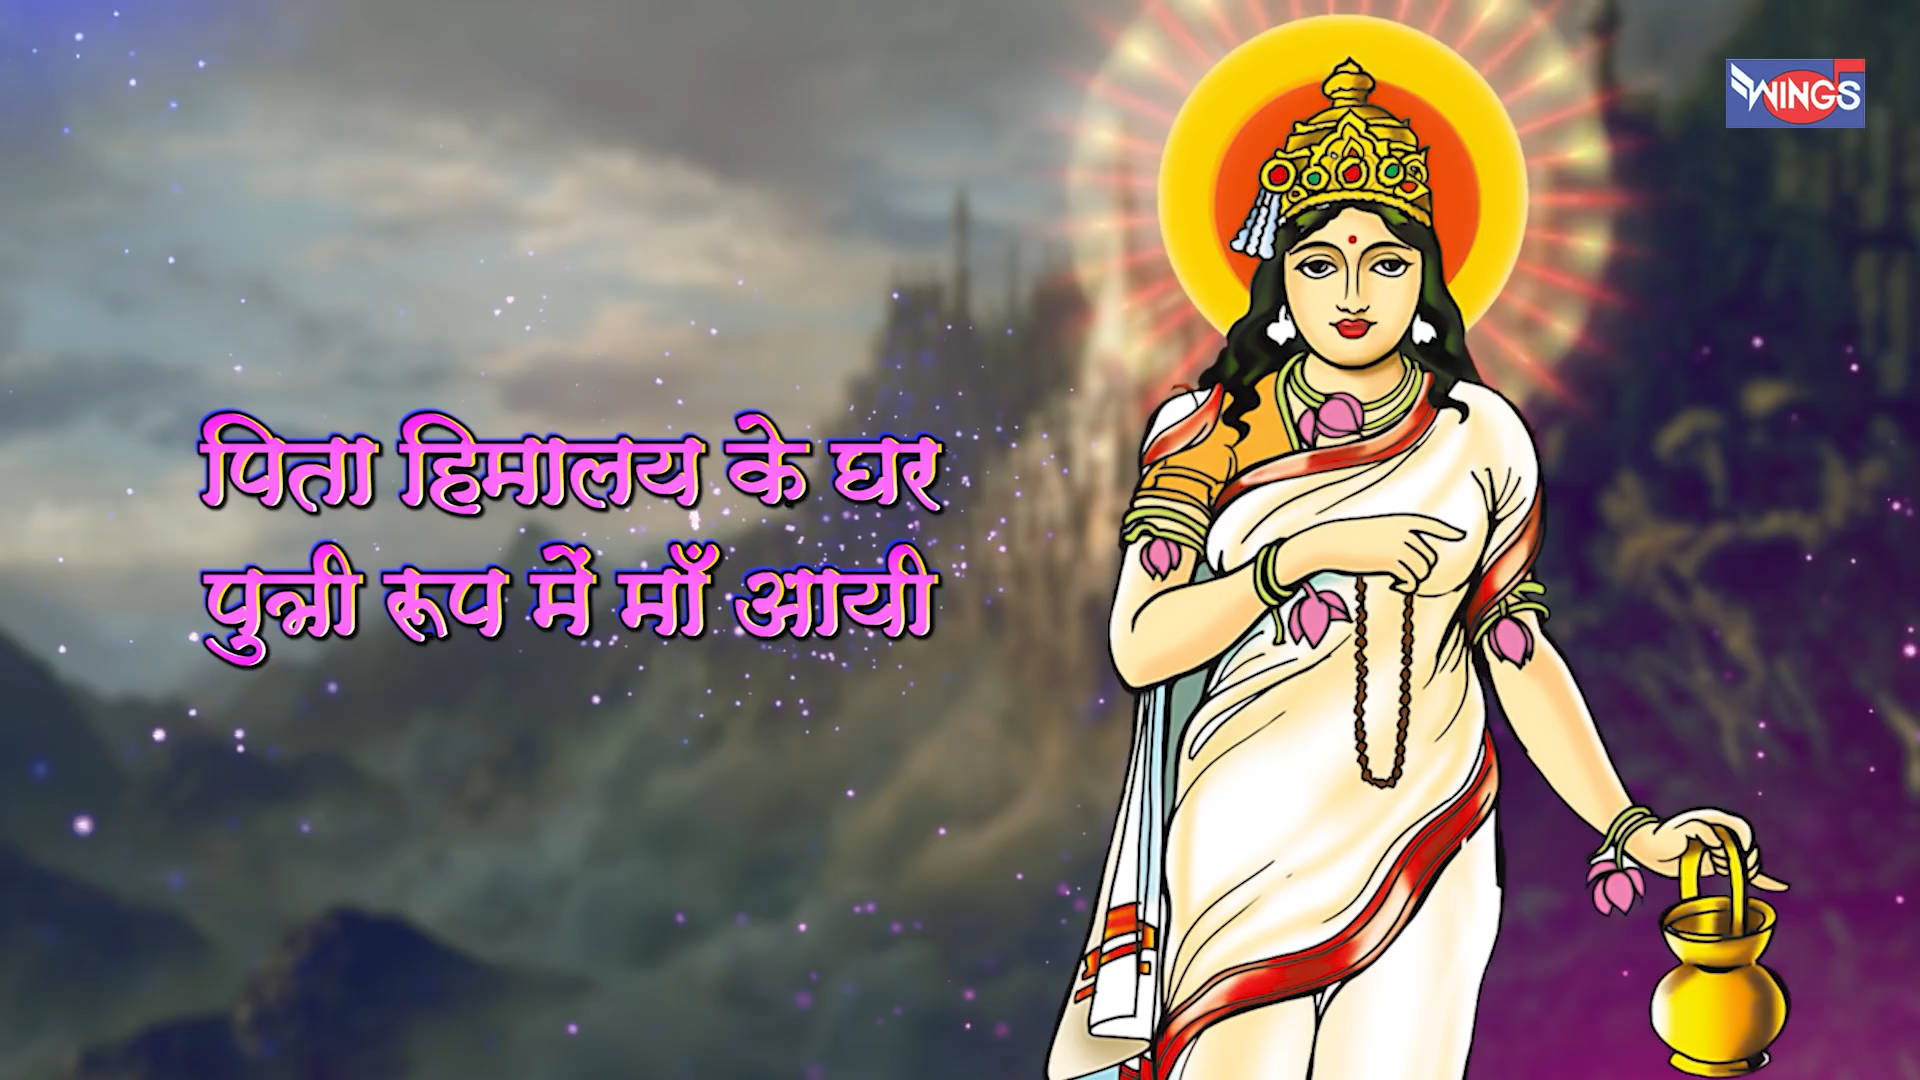 WINGS
पिता हिमालय के घर
पुत्री रूप में माँ आयी